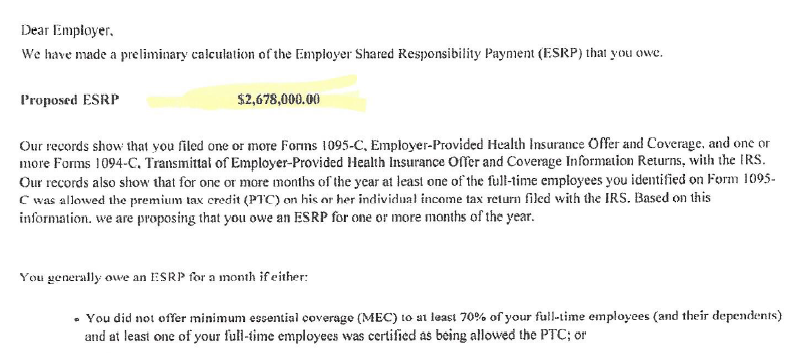 Dear Employer,
We have made a preliminary calculation of the Employer Shared Responsibility Payment (ESRP) that you owe.
Proposed ESRP $2,678,000.00
Our records show that you filed one or more Forms 1095-C, Employer-Provided Health Insurance Offer and Coverage, and one or
more Forms 1094-C, Transmittal of Employer-Provided Health Insurance Offer and Coverage Information Returns, with the IRS.
Our records also show that for one or more months of the year at least one of the full-time employees you identified on Form 1095-
C was allowed the premium tax credit (PTC) on his or her individual income tax return filed with the IRS. Based on this
information, we are proposing that you owe an ESRP for one or more months of the year.
You generally owe an ESRP for a month if either:
• You did not offer minimum essential coverage (MEC) to at least 70% of your full-time employees (and their dependents)
and at least one of your full-time employees was certified as being allowed the PTC; or